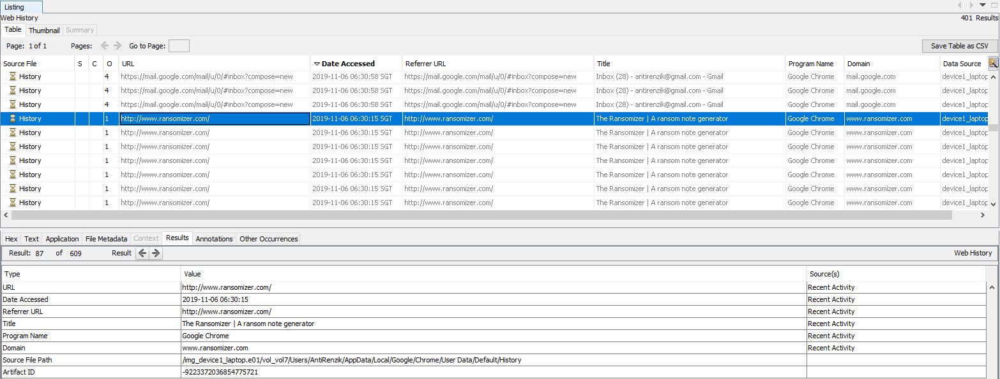 Listing
Web History
401 Results
Table Thumbnail Summary
Page: 1 of 1 Pages: Go to Page: Save Table as CSV
Source File S C O URL Date Accessed Referrer URL Title Program Name Domain Data Source
History 4 https://mail.google.com/mail/u/0/#inbox?compose=new 2019-11-06 06:30:58 SGT https://mail.google.com/mail/u/0/#inbox?compose=new Inbox (28) - antirenzik@gmail.com - Gmail Google Chrome mail.google.com device1_laptop
History 4 https://mail.google.com/mail/u/0/#inbox?compose=new 2019-11-06 06:30:58 SGT https://mail.google.com/mail/u/0/#inbox?compose=new Inbox (28) - antirenzik@gmail.com - Gmail Google Chrome mail.google.com device1_laptop
History 4 https://mail.google.com/mail/u/0/#inbox?compose=new 2019-11-06 06:30:58 SGT https://mail.google.com/mail/u/0/#inbox?compose=new Inbox (28) - antirenzik@gmail.com - Gmail Google Chrome mail.google.com device1_laptop
History 1 http://www.ransomizer.com/ 2019-11-06 06:30:15 SGT http://www.ransomizer.com/ The Ransomizer | A ransom note generator Google Chrome www.ransomizer.com device1_laptop
History 1 http://www.ransomizer.com/ 2019-11-06 06:30:15 SGT http://www.ransomizer.com/ The Ransomizer | A ransom note generator Google Chrome www.ransomizer.com device1_laptop
History 1 http://www.ransomizer.com/ 2019-11-06 06:30:15 SGT http://www.ransomizer.com/ The Ransomizer | A ransom note generator Google Chrome www.ransomizer.com device1_laptop
History 1 http://www.ransomizer.com/ 2019-11-06 06:30:15 SGT http://www.ransomizer.com/ The Ransomizer | A ransom note generator Google Chrome www.ransomizer.com device1_laptop
History 1 http://www.ransomizer.com/ 2019-11-06 06:30:15 SGT http://www.ransomizer.com/ The Ransomizer | A ransom note generator Google Chrome www.ransomizer.com device1_laptop
History 1 http://www.ransomizer.com/ 2019-11-06 06:30:15 SGT http://www.ransomizer.com/ The Ransomizer | A ransom note generator Google Chrome www.ransomizer.com device1_laptop
History 1 http://www.ransomizer.com/ 2019-11-06 06:30:15 SGT http://www.ransomizer.com/ The Ransomizer | A ransom note generator Google Chrome www.ransomizer.com device1_laptop
Hex Text Application File Metadata Context Results Annotations Other Occurrences
Result: 87 of 609 Result Web History
Type Value Source(s)
URL http://www.ransomizer.com/ Recent Activity
Date Accessed 2019-11-06 06:30:15 Recent Activity
Referrer URL http://www.ransomizer.com/ Recent Activity
Title The Ransomizer | A ransom note generator Recent Activity
Program Name Google Chrome Recent Activity
Domain www.ransomizer.com Recent Activity
Source File Path /img_device1_laptop.e01/vol_vol7/Users/AntiRenzik/AppData/Local/Google/Chrome/User Data/Default/History
Artifact ID -9223372036854775721